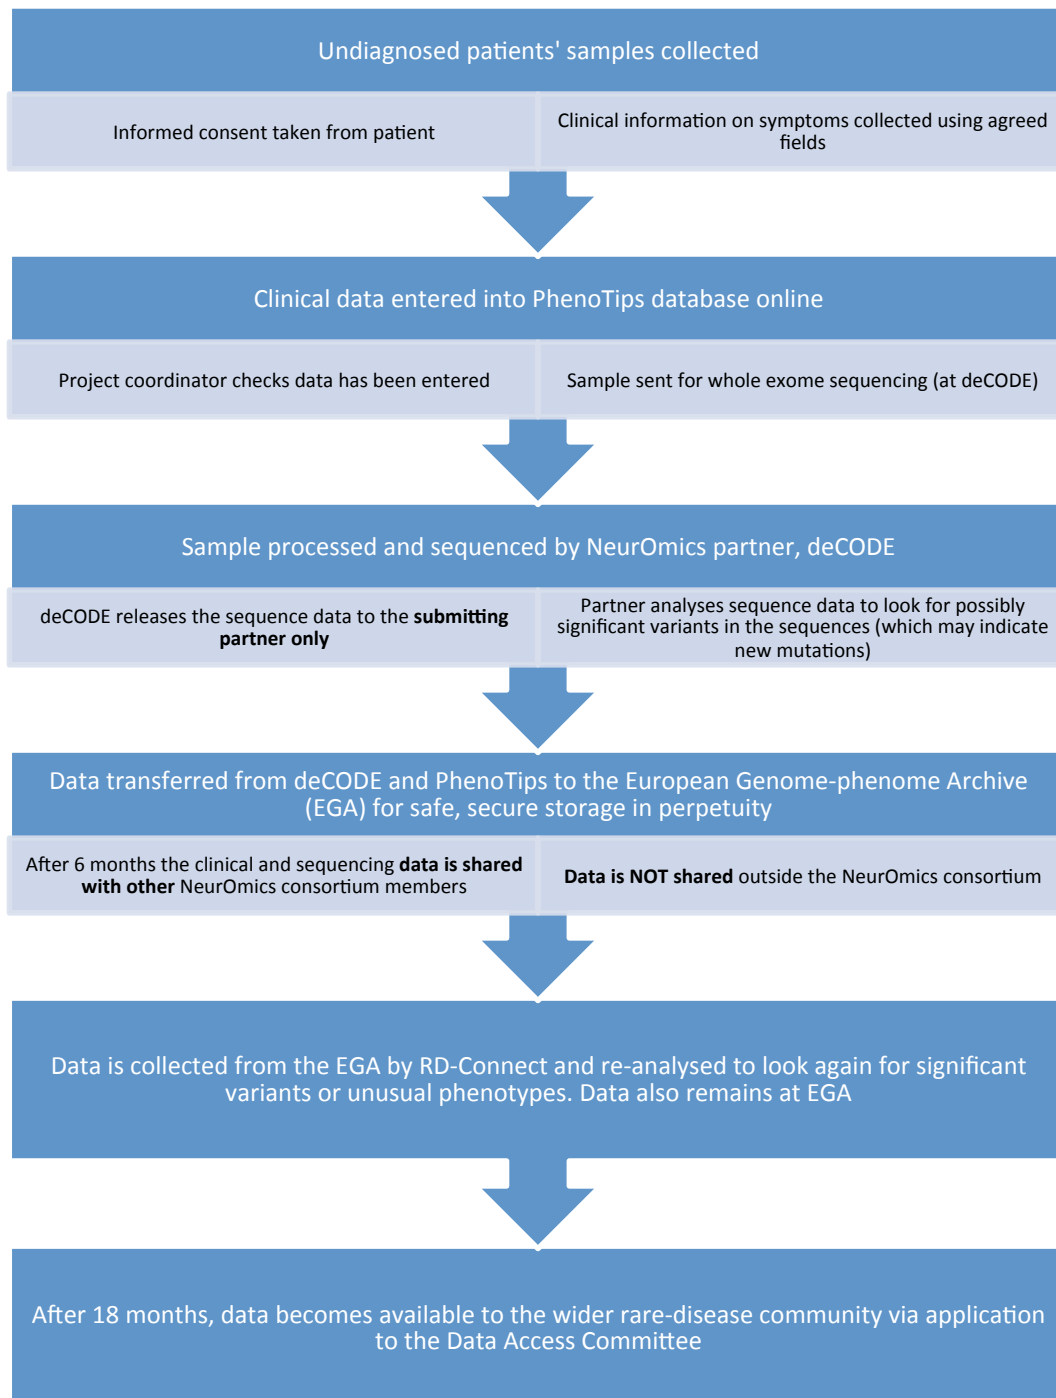 Undiagnosed patients' samples collected
Informed consent taken from patient
Clinical information on symptoms collected using agreed
fields
Clinical data entered into PhenoTips database online
Project coordinator checks data has been entered
Sample sent for whole exome sequencing (at deCODE)
Sample processed and sequenced by NeurOmics partner, deCODE
deCODE releases the sequence data to the submitting
partner only
Partner analyses sequence data to look for possibly
significant variants in the sequences (which may indicate
new mutations)
Data transferred from deCODE and PhenoTips to the European Genome-phenome Archive
(EGA) for safe, secure storage in perpetuity
After 6 months the clinical and sequencing data is shared
with other NeurOmics consortium members
Data is NOT shared outside the NeurOmics consortium
Data is collected from the EGA by RD-Connect and re-analysed to look again for significant
variants or unusual phenotypes. Data also remains at EGA
After 18 months, data becomes available to the wider rare-disease community via application
to the Data Access Committee